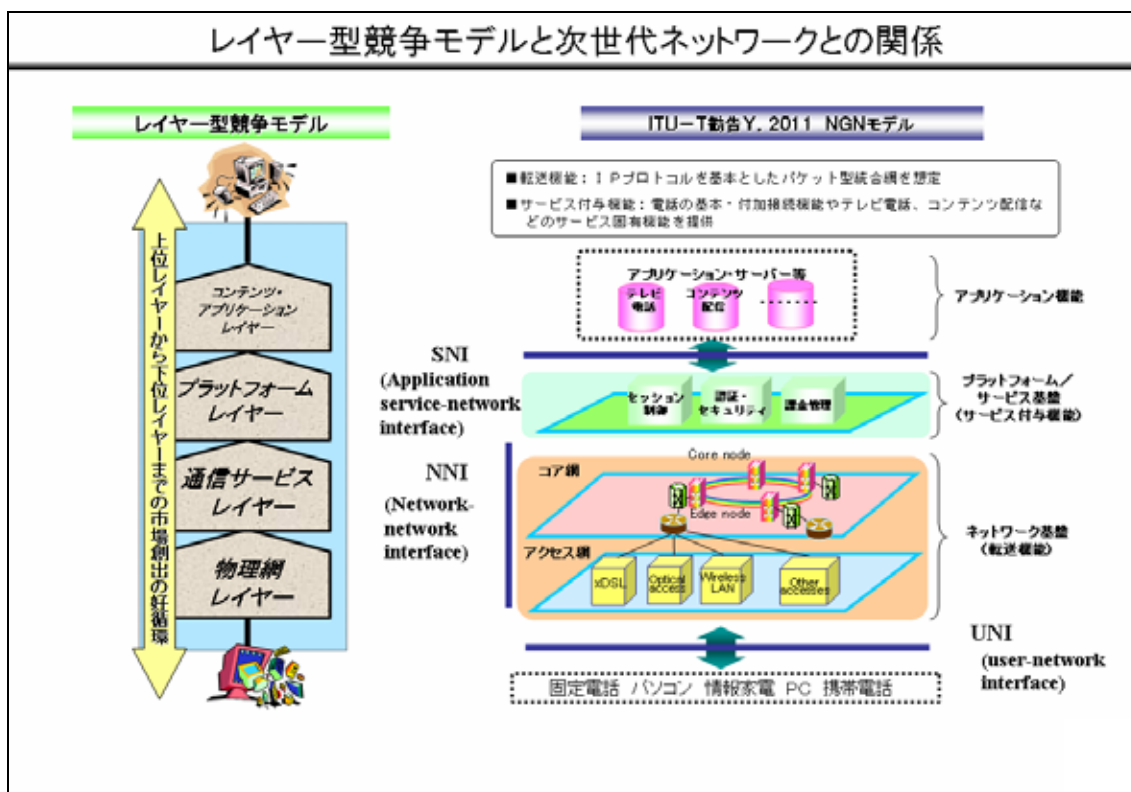 レイヤー型競争モデルと次世代ネットワークとの関係
レイヤー型競争モデル
上位レイヤーから下位レイヤーまでの市場創出の好循環
コンテンツ・
アプリケーション
レイヤー
プラットフォーム
レイヤー
通信サービス
レイヤー
物理網
レイヤー
ITU-T勧告Y.2011 NGNモデル
■転送機能:IPプロトコルを基本としたパケット型統合網を想定
■サービス付与機能:電話の基本・付加接続機能やテレビ電話、コンテンツ配信な
どのサービス固有機能を提供
アプリケーション・サーバー等
テレビ
電話
コンテンツ
配信
アプリケーション機能
SNI
(Application
service-network
interface)
セッション
制御
認証・
セキュリティ
課金管理
プラットフォーム/
サービス基盤
(サービス付与機能)
NNI
(Network-
network
interface)
コア網
Core node
Edge node
アクセス網
xDSL
Optical
access
Wireless
LAN
Other
accesses
ネットワーク基盤
(転送機能)
UNI
(user-network
interface)
固定電話 パソコン 情報家電 PC 携帯電話